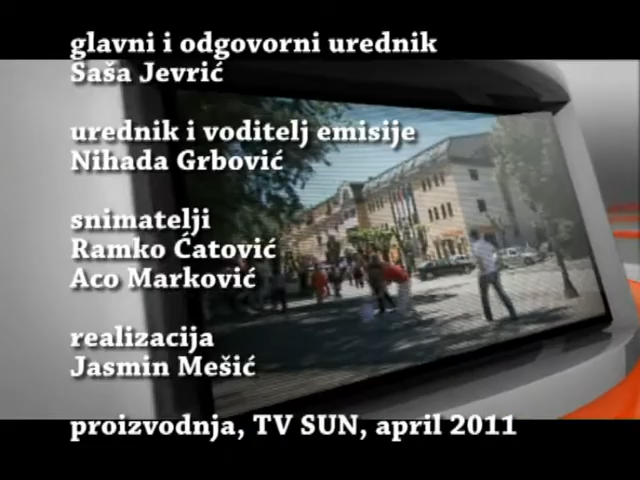 glavni i odgovorni urednik
Saša Jevrić
urednik i voditelj emisije
Nihada Grbović
snimatelji
Ramko Ćatović
Aco Marković
realizacija
Jasmin Mešić
proizvodnja, TV SUN, april 2011